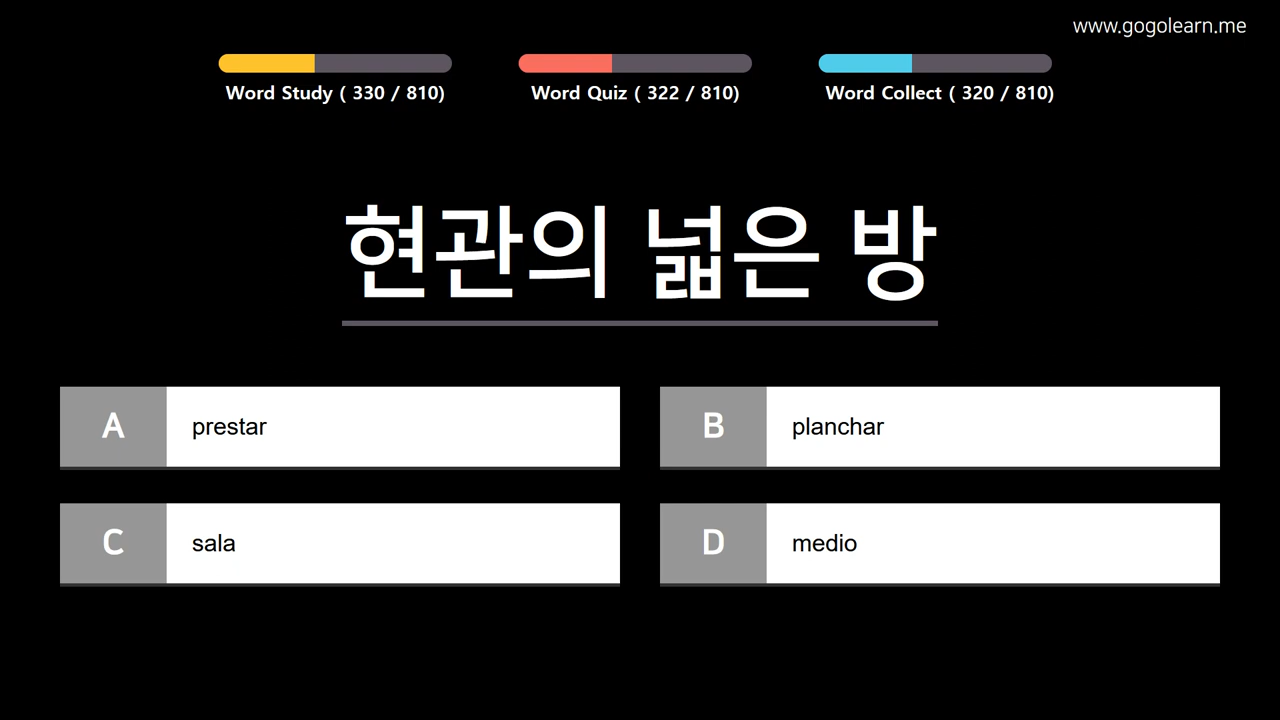 www.gogolearn.me
Word Study ( 330 / 810)
Word Quiz ( 322 / 810)
Word Collect ( 320 / 810)
현관의 넓은 방
A prestar
B planchar
C sala
D medio